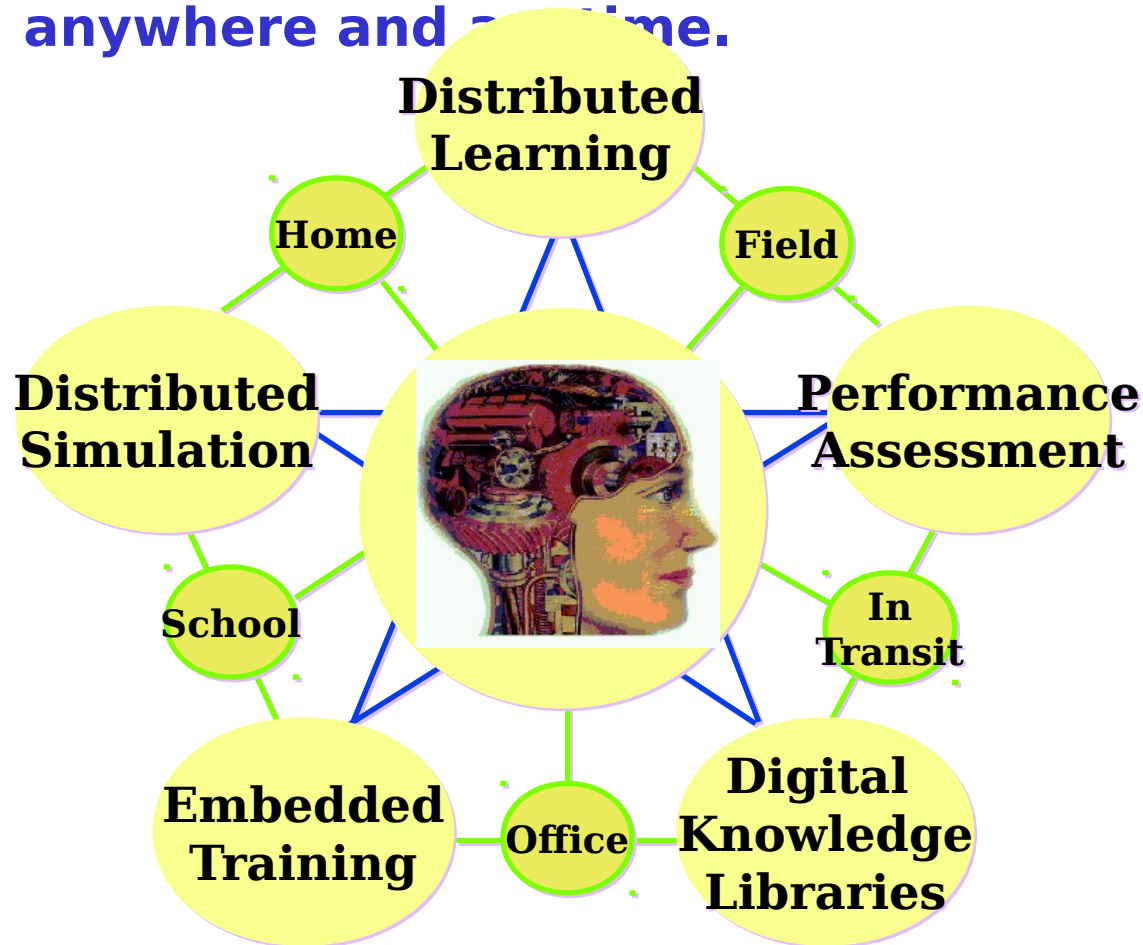 anywhere and
Distributed
Learning
Home
Field
Distributed
Simulation
Performance
Assessment
School
In
Transit
Embedded
Training
Office
Digital
Knowledge
Libraries